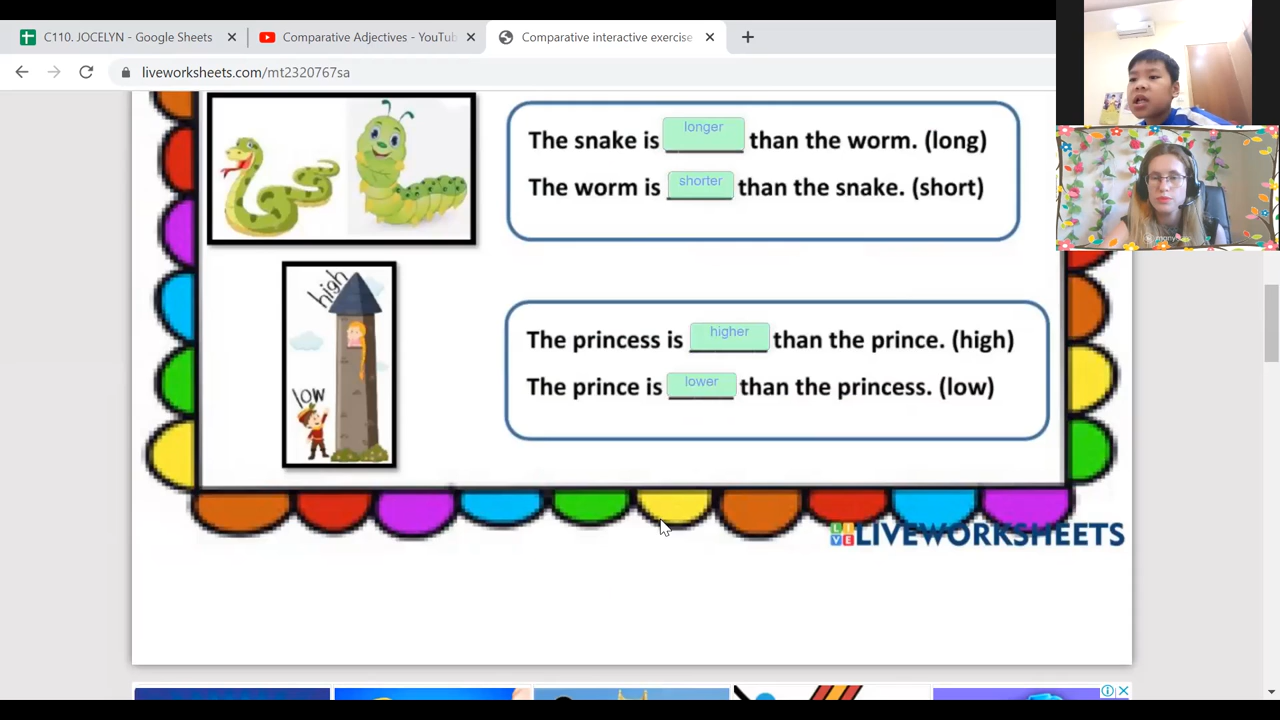 C110. JOCELYN - Google Sheets
Comparative Adjectives - YouTu
Comparative interactive exercise
liveworksheets.com/mt2320767sa
The snake is longer than the worm. (long)
The worm is shorter than the snake. (short)
high
low
The princess is higher than the prince. (high)
The prince is lower than the princess. (low)
LIVE LIVEWORKSHEETS